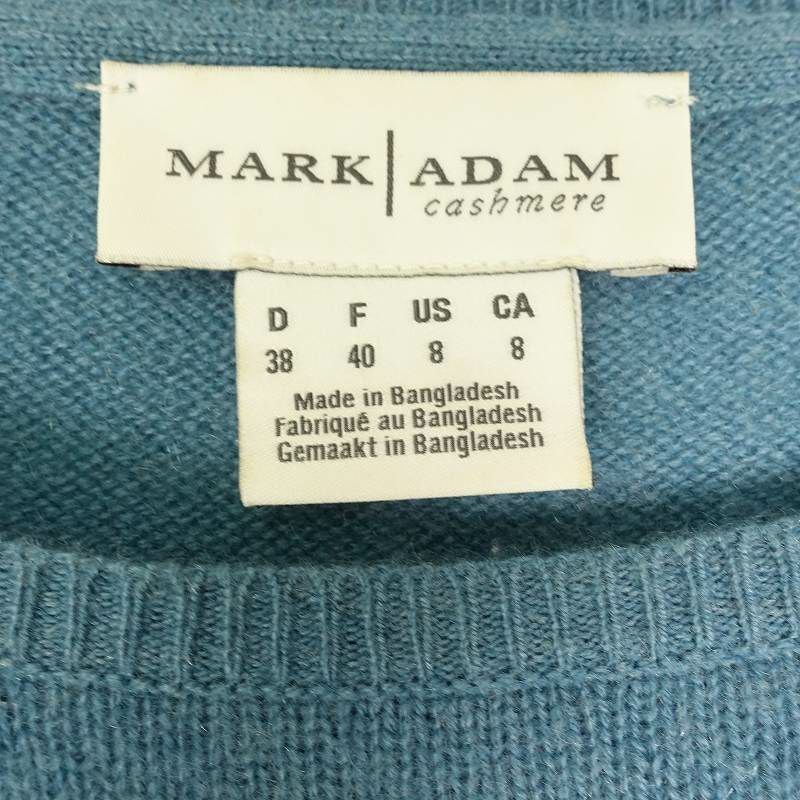 MARK | ADAM
cashmere
D F US CA
38 40 8 8
Made in Bangladesh
Fabriqué au Bangladesh
Gemaakt in Bangladesh